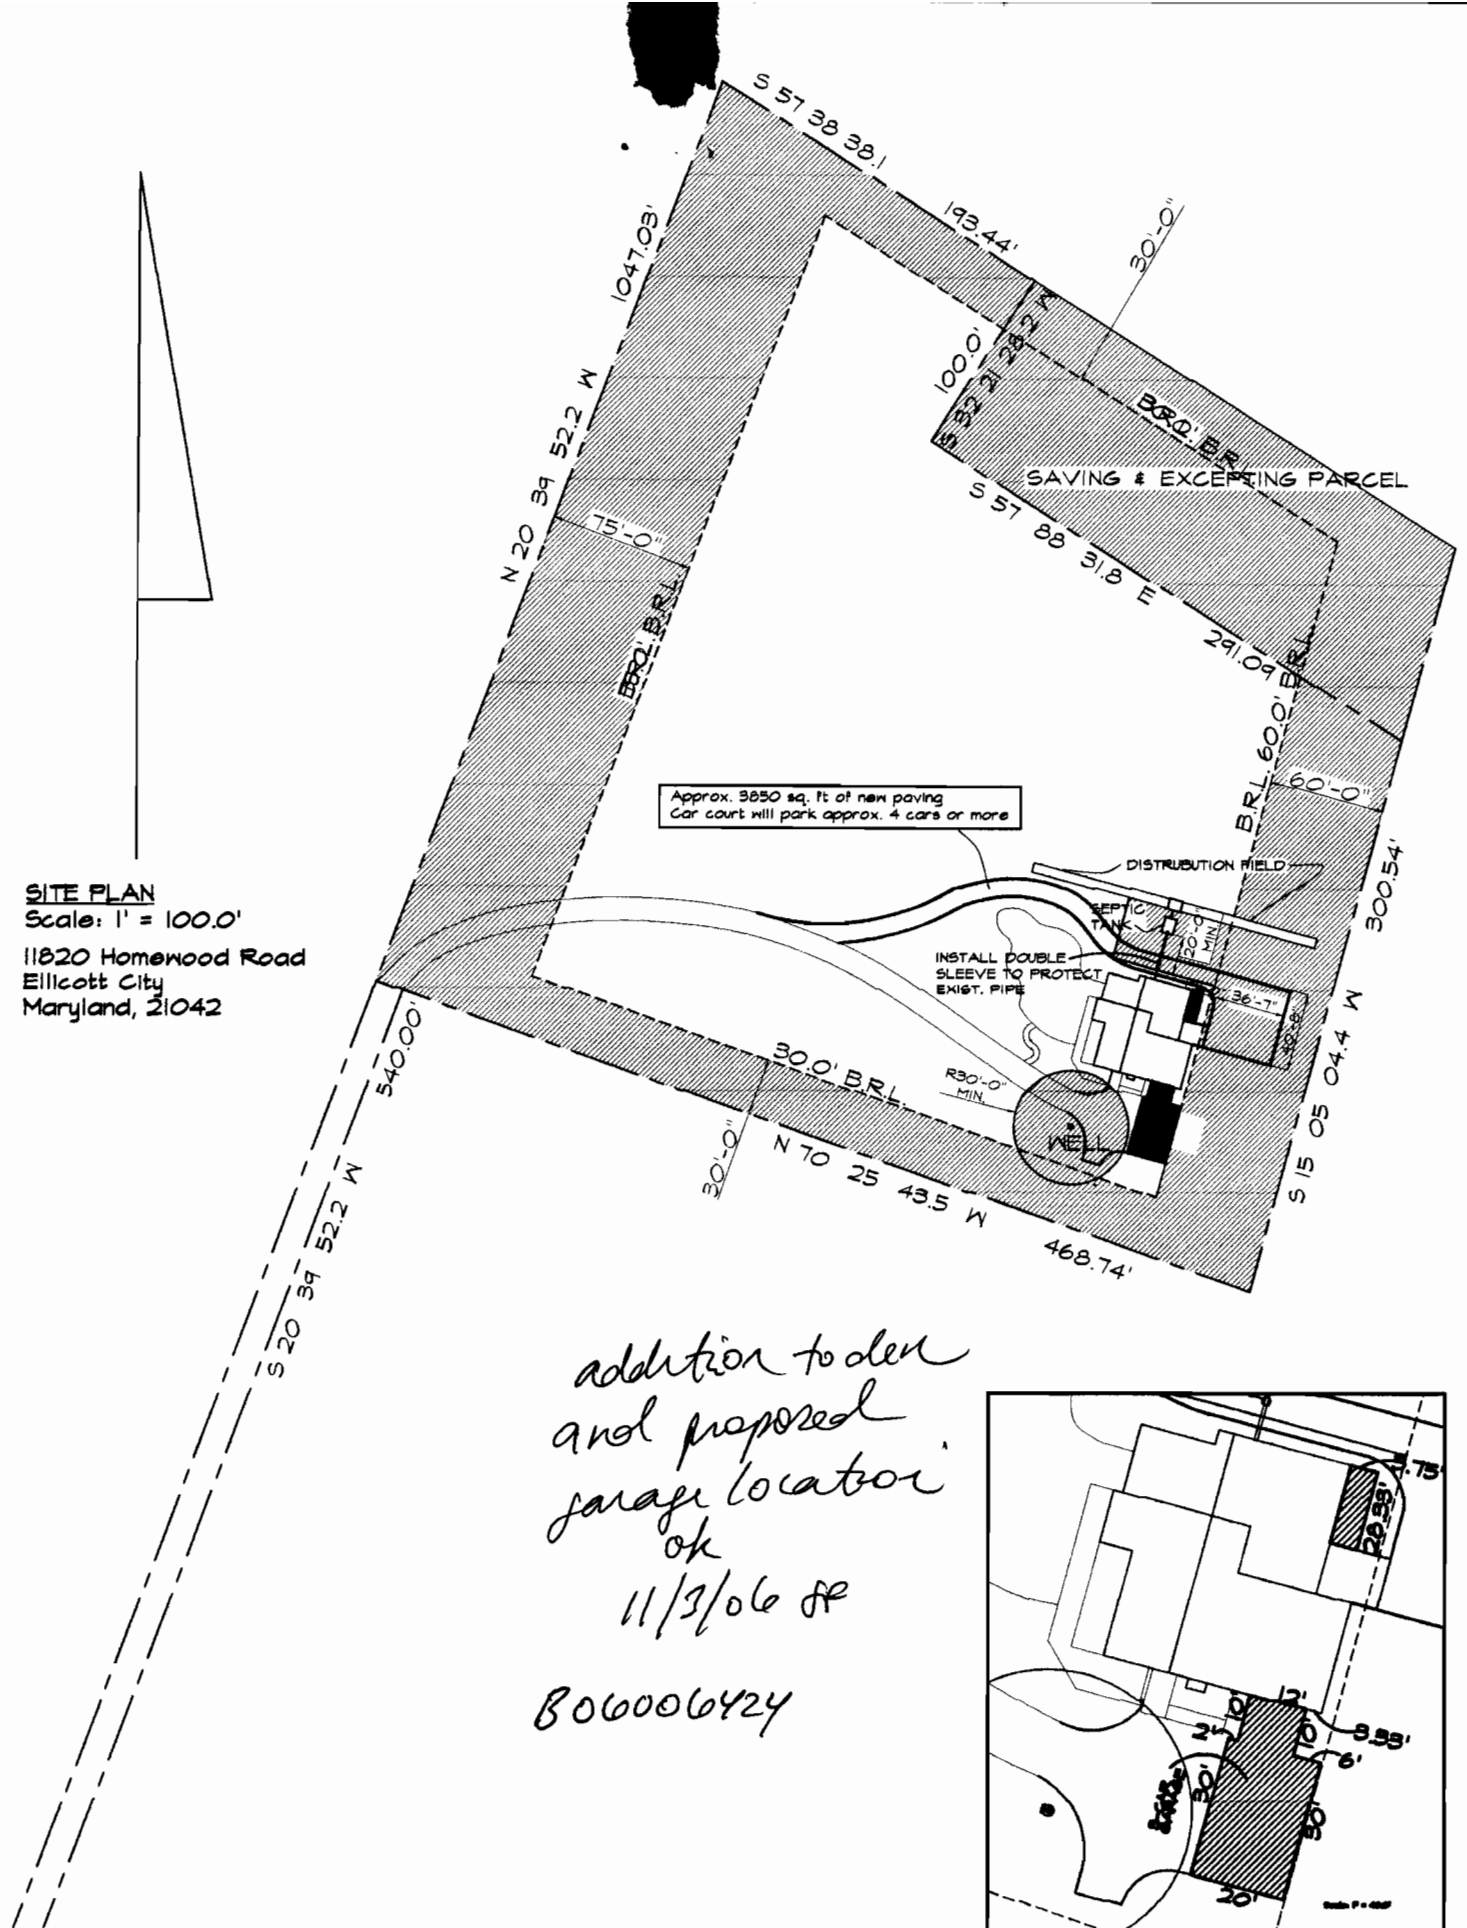 S 57 38 38.1
193.44'
30'-0"
1047.03'
N 20 39 52.2 W
75'-0"
100.0'
S 32 21 28.2 W
B.R.L.
SAVING & EXCEPTING PARCEL
S 57 88 31.8 E
291.09
B.R.L.
B.R.L. 60.0'
60'-0"
300.54'
S 15 05 04.4 W
Approx. 3850 sq. ft of new paving
Car court will park approx. 4 cars or more
DISTRUBUTION FIELD
SEPTIC
TANK
20'-0"
MIN.
INSTALL DOUBLE
SLEEVE TO PROTECT
EXIST. PIPE
36'-7"
SITE PLAN
Scale: 1' = 100.0'
11820 Homewood Road
Ellicott City
Maryland, 21042
540.00'
S 20 39 52.2 W
30.0' B.R.L.
R30'-0"
MIN.
WELL
30'-0"
N 70 25 43.5 W
468.74'
addition to den
and proposed
garage location
ok
11/3/06
B06006424
28.33'
12'
2'
6'
30'
30'
20'